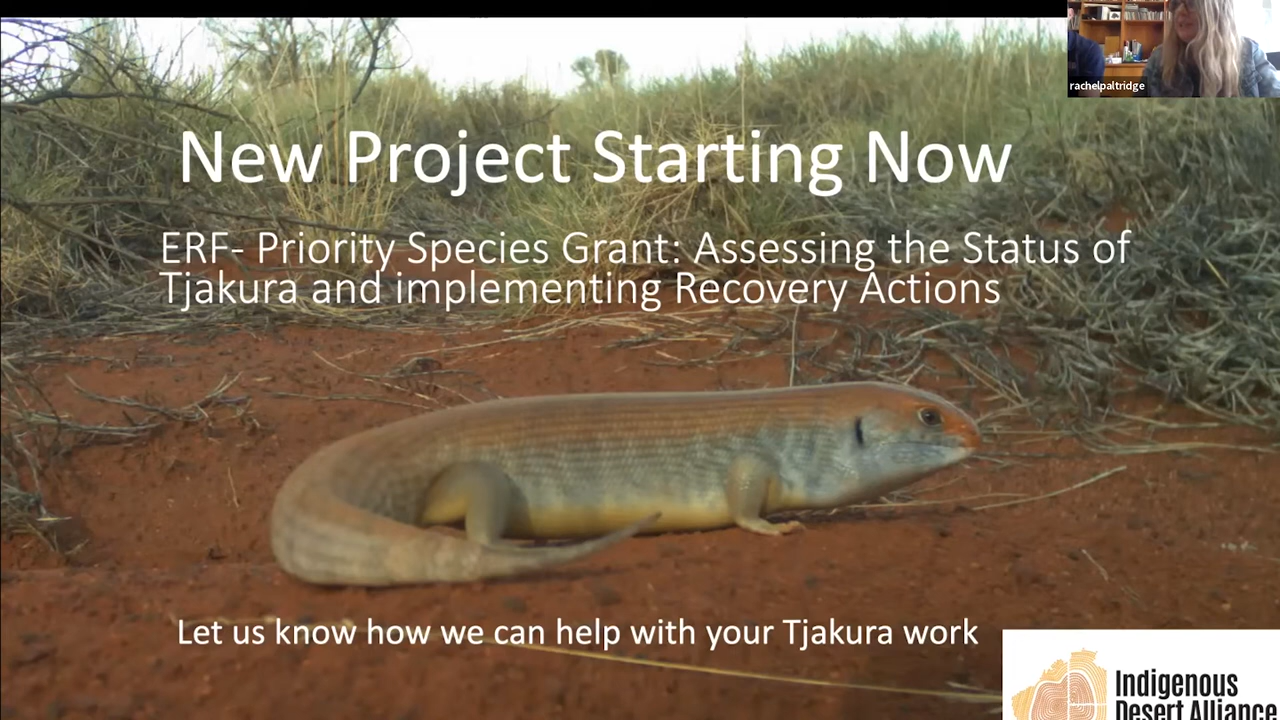 rachelpaltridge
New Project Starting Now
ERF- Priority Species Grant: Assessing the Status of
Tjakura and implementing Recovery Actions
Let us know how we can help with your Tjakura work
Indigenous
Desert Alliance